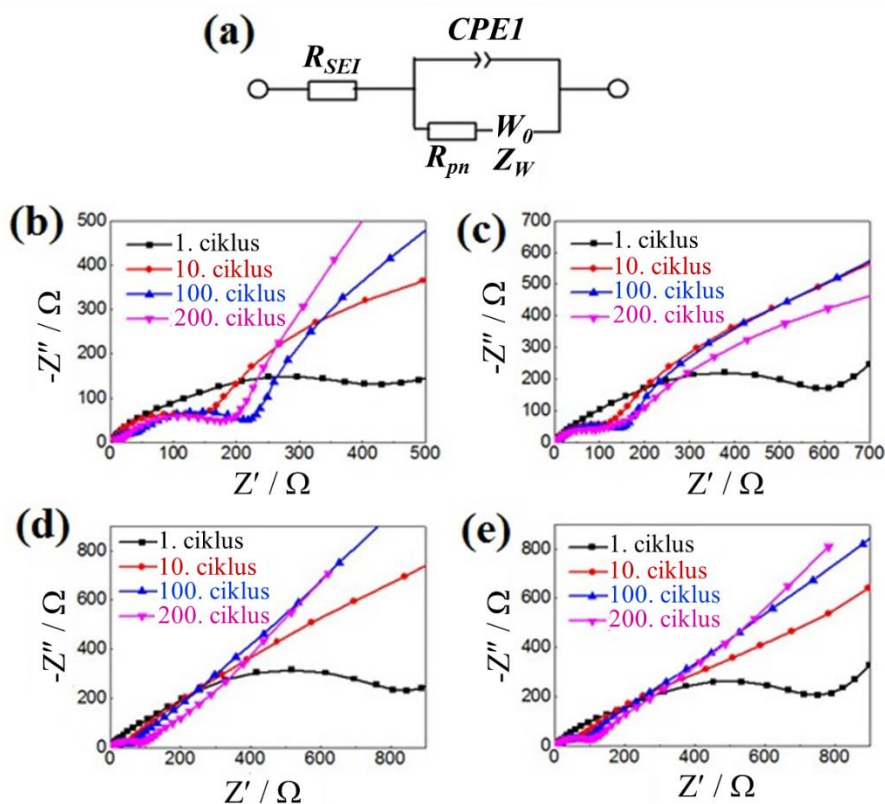 (a)
CPE1
R_SEI
R_pn
W_0
Z_W
(b)
500
400
300
200
100
0
-Z″ / Ω
1. ciklus
10. ciklus
100. ciklus
200. ciklus
0 100 200 300 400 500
Z′ / Ω
(c)
700
600
500
400
300
200
100
0
-Z″ / Ω
1. ciklus
10. ciklus
100. ciklus
200. ciklus
0 100 200 300 400 500 600 700
Z′ / Ω
(d)
800
600
400
200
0
-Z″ / Ω
1. ciklus
10. ciklus
100. ciklus
200. ciklus
0 200 400 600 800
Z′ / Ω
(e)
800
600
400
200
0
-Z″ / Ω
1. ciklus
10. ciklus
100. ciklus
200. ciklus
0 200 400 600 800
Z′ / Ω